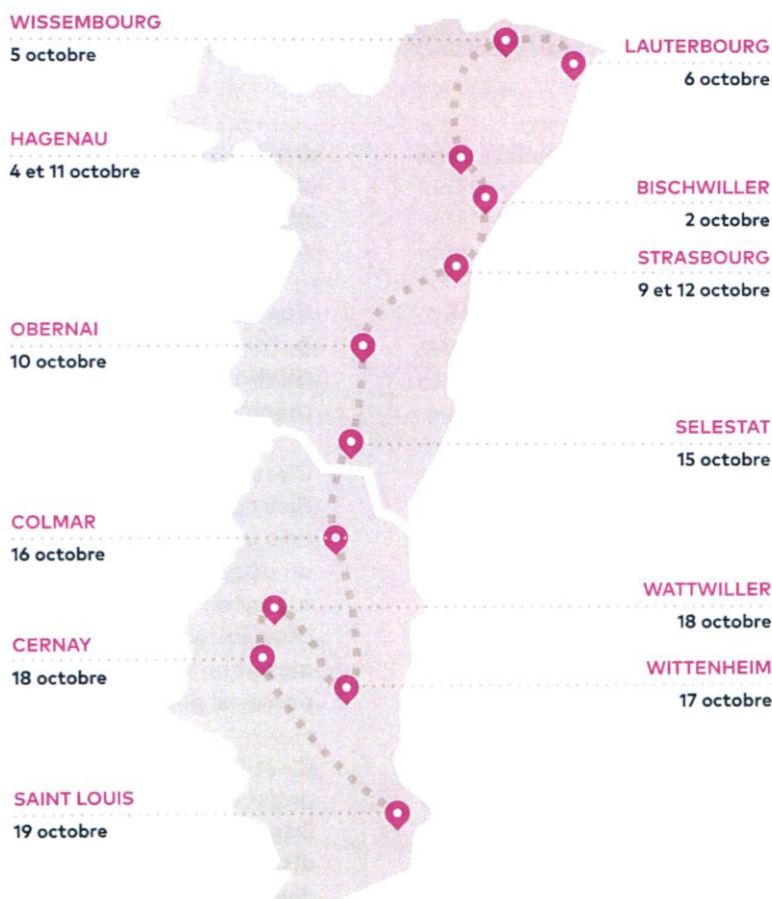 WISSEMBOURG
5 octobre
LAUTERBOURG
6 octobre
HAGENAU
4 et 11 octobre
BISCHWILLER
2 octobre
STRASBOURG
9 et 12 octobre
OBERNAI
10 octobre
SELESTAT
15 octobre
COLMAR
16 octobre
WATTWILLER
18 octobre
CERNAY
18 octobre
WITTENHEIM
17 octobre
SAINT LOUIS
19 octobre